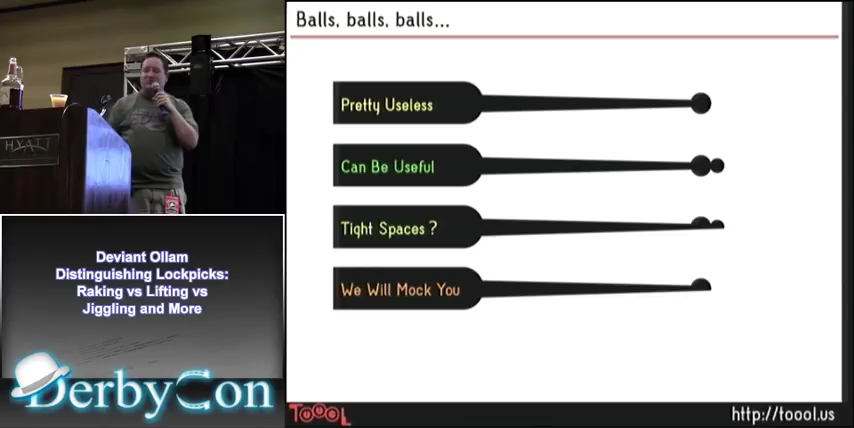 Balls, balls, balls...
Pretty Useless
Can Be Useful
Tight Spaces ?
We Will Mock You
HYATT
Deviant Ollam
Distinguishing Lockpicks:
Raking vs Lifting vs
Jiggling and More
DerbyCon
TOOOL
http://toool.us